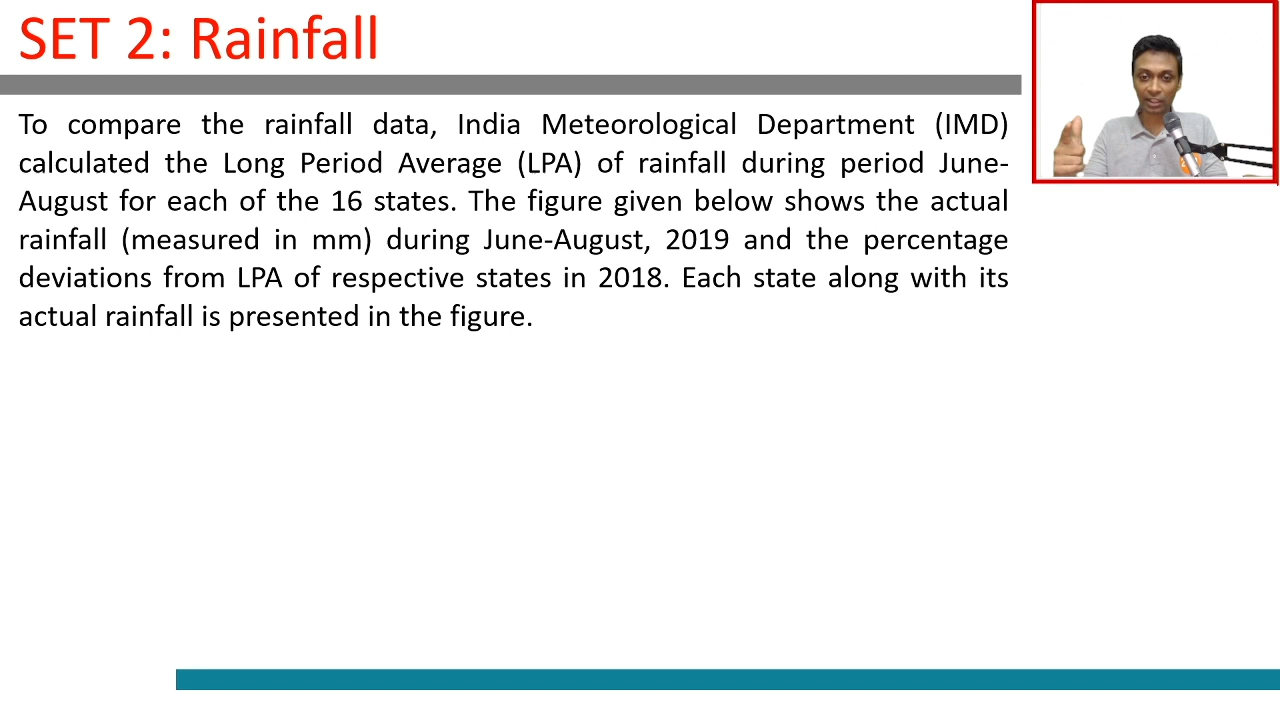 SET 2: Rainfall
To compare the rainfall data, India Meteorological Department (IMD)
calculated the Long Period Average (LPA) of rainfall during period June-
August for each of the 16 states. The figure given below shows the actual
rainfall (measured in mm) during June-August, 2019 and the percentage
deviations from LPA of respective states in 2018. Each state along with its
actual rainfall is presented in the figure.